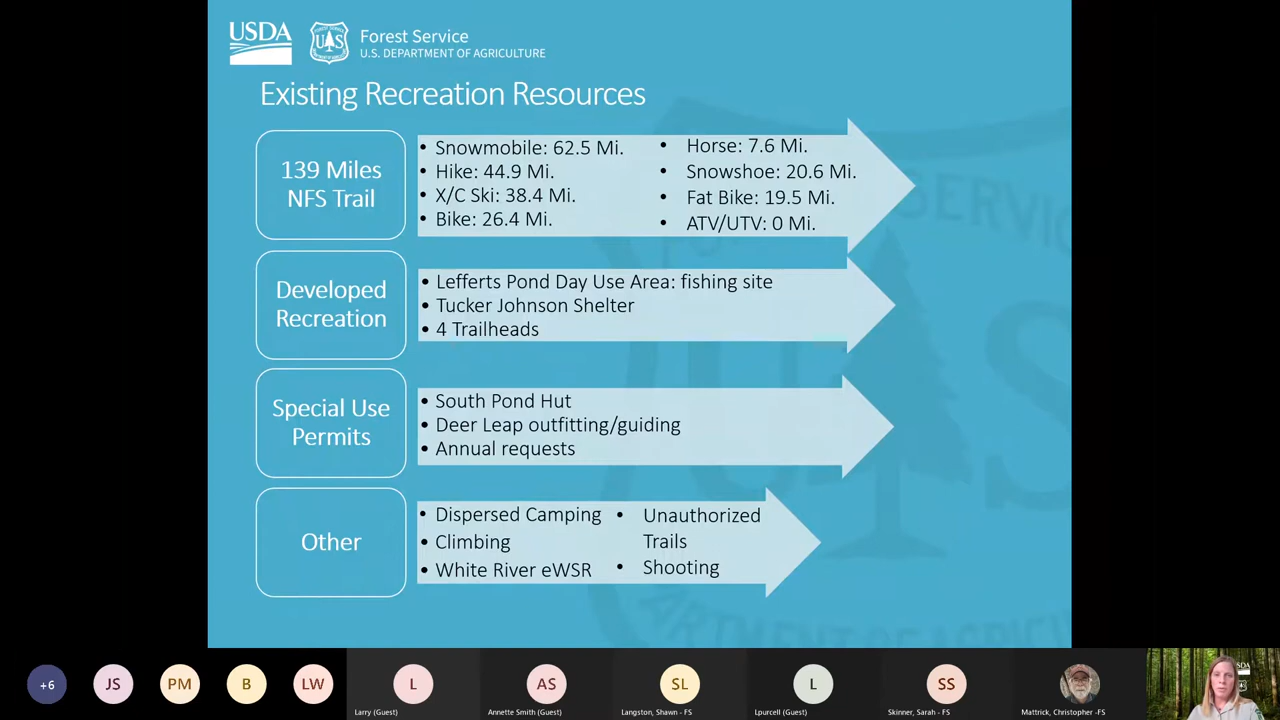 USDA
Forest Service
U.S. DEPARTMENT OF AGRICULTURE
Existing Recreation Resources
139 Miles
NFS Trail
• Snowmobile: 62.5 Mi.
• Hike: 44.9 Mi.
• X/C Ski: 38.4 Mi.
• Bike: 26.4 Mi.
• Horse: 7.6 Mi.
• Snowshoe: 20.6 Mi.
• Fat Bike: 19.5 Mi.
• ATV/UTV: 0 Mi.
Developed
Recreation
• Lefferts Pond Day Use Area: fishing site
• Tucker Johnson Shelter
• 4 Trailheads
Special Use
Permits
• South Pond Hut
• Deer Leap outfitting/guiding
• Annual requests
Other
• Dispersed Camping
• Climbing
• White River eWSR
• Unauthorized
Trails
• Shooting
+6
JS
PM
B
LW
L
Larry (Guest)
AS
Annette Smith (Guest)
SL
Langston, Shawn - FS
L
Lpurcell (Guest)
SS
Skinner, Sarah - FS
Mattrick, Christopher -FS